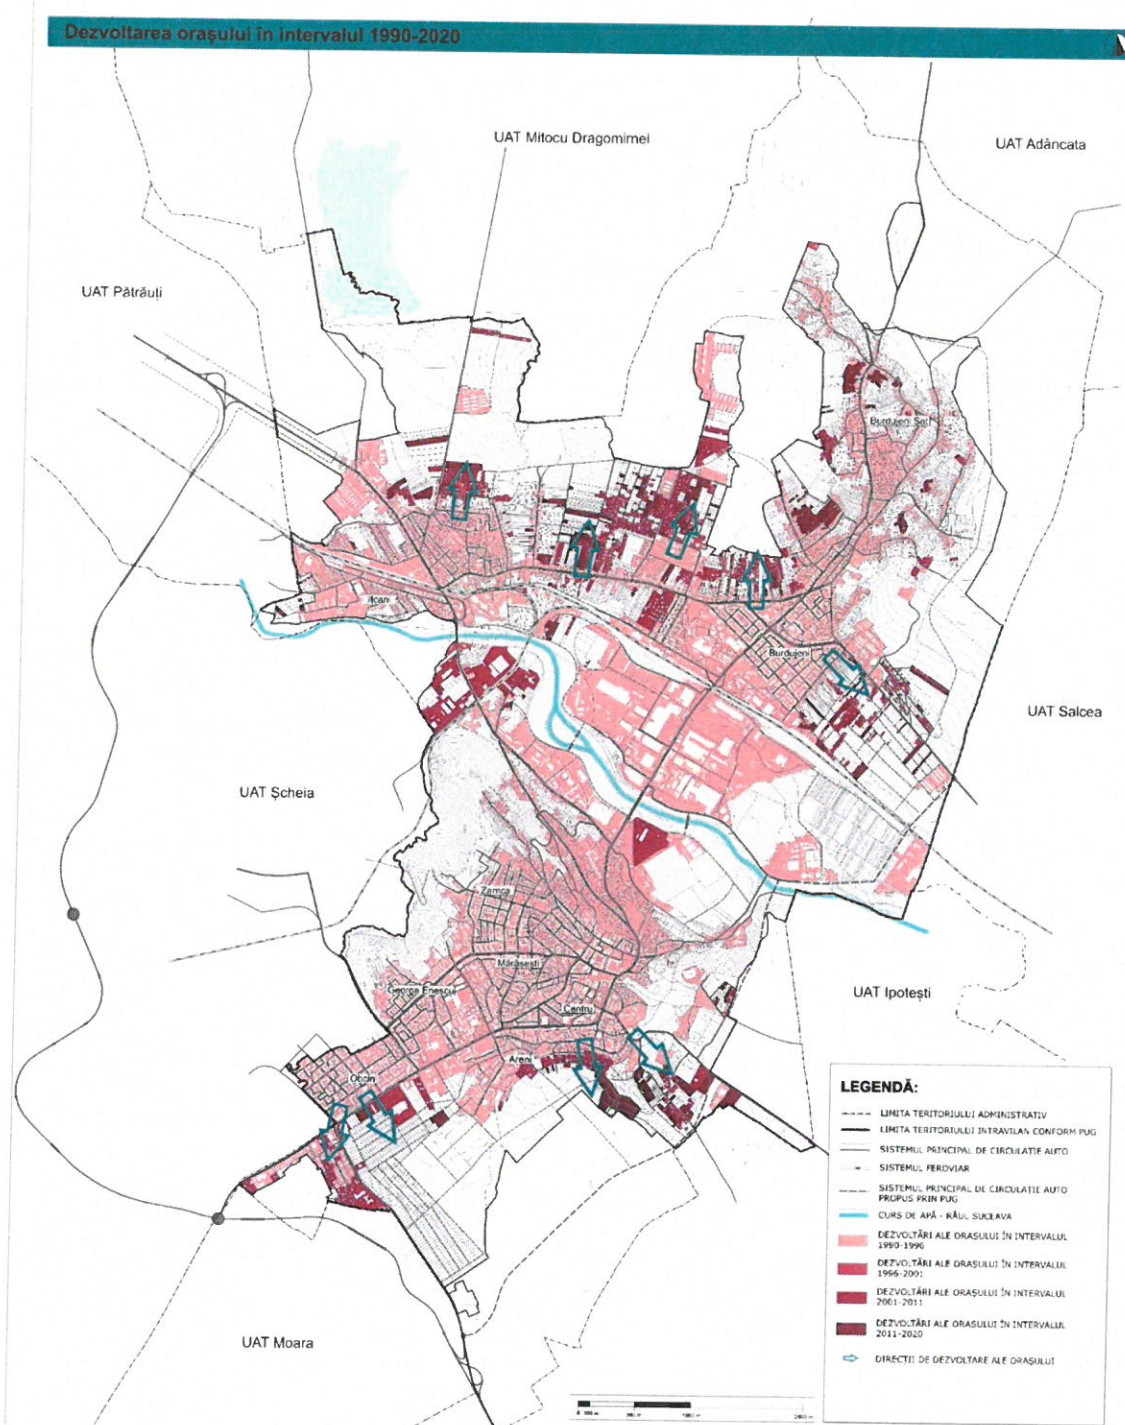 Dezvoltarea orașului în intervalul 1990-2020
UAT Mitocu Dragomirnei
UAT Adâncata
UAT Pătrăuți
Burdujeni Sat
Ițcani
Burdujeni
UAT Salcea
UAT Șcheia
Zamca
Mărășești
George Enescu
Centru
UAT Ipotești
Areni
Obcini
UAT Moara
LEGENDĂ:
LIMITA TERITORIULUI ADMINISTRATIV
LIMITA TERITORIULUI INTRAVILAN CONFORM PUG
SISTEMUL PRINCIPAL DE CIRCULAȚIE AUTO
SISTEMUL FEROVIAR
SISTEMUL PRINCIPAL DE CIRCULAȚIE AUTO
PROPUS PRIN PUG
CURS DE APĂ - RÂUL SUCEAVA
DEZVOLTĂRI ALE ORAȘULUI ÎN INTERVALUL
1990-1996
DEZVOLTĂRI ALE ORAȘULUI ÎN INTERVALUL
1996-2001
DEZVOLTĂRI ALE ORAȘULUI ÎN INTERVALUL
2001-2011
DEZVOLTĂRI ALE ORAȘULUI ÎN INTERVALUL
2011-2020
DIRECȚII DE DEZVOLTARE ALE ORAȘULUI